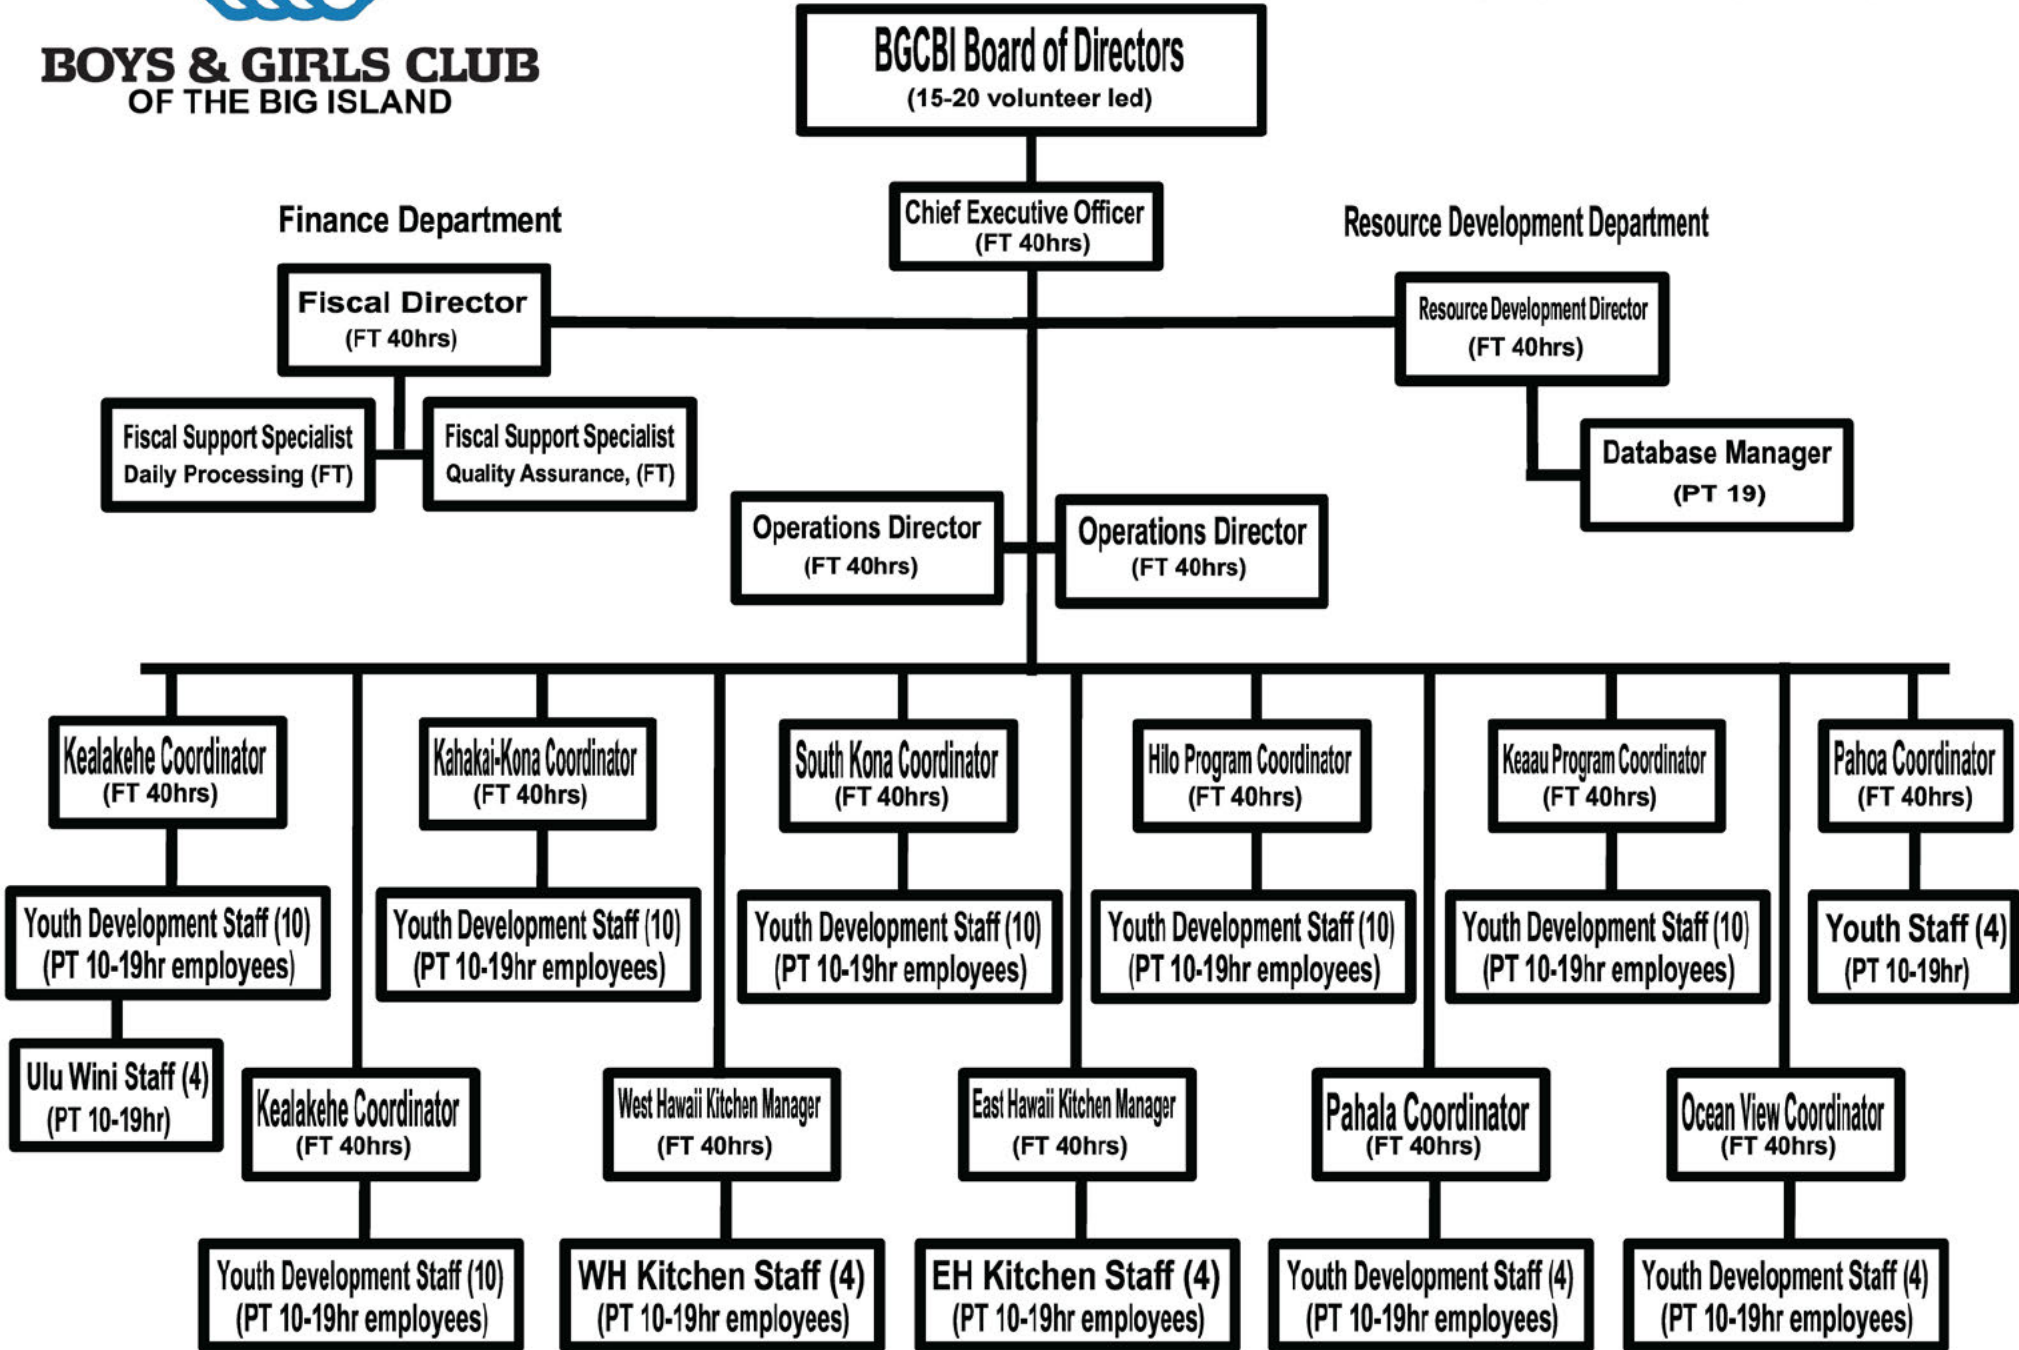 BOYS & GIRLS CLUB
OF THE BIG ISLAND
BGCBI Board of Directors
(15-20 volunteer led)
Chief Executive Officer
(FT 40hrs)
Finance Department
Resource Development Department
Fiscal Director
(FT 40hrs)
Resource Development Director
(FT 40hrs)
Fiscal Support Specialist
Daily Processing (FT)
Fiscal Support Specialist
Quality Assurance, (FT)
Database Manager
(PT 19)
Operations Director
(FT 40hrs)
Operations Director
(FT 40hrs)
Kealakehe Coordinator
(FT 40hrs)
Kahakai-Kona Coordinator
(FT 40hrs)
South Kona Coordinator
(FT 40hrs)
Hilo Program Coordinator
(FT 40hrs)
Keaau Program Coordinator
(FT 40hrs)
Pahoa Coordinator
(FT 40hrs)
Youth Development Staff (10)
(PT 10-19hr employees)
Youth Development Staff (10)
(PT 10-19hr employees)
Youth Development Staff (10)
(PT 10-19hr employees)
Youth Development Staff (10)
(PT 10-19hr employees)
Youth Development Staff (10)
(PT 10-19hr employees)
Youth Staff (4)
(PT 10-19hr)
Ulu Wini Staff (4)
(PT 10-19hr)
Kealakehe Coordinator
(FT 40hrs)
West Hawaii Kitchen Manager
(FT 40hrs)
East Hawaii Kitchen Manager
(FT 40hrs)
Pahala Coordinator
(FT 40hrs)
Ocean View Coordinator
(FT 40hrs)
Youth Development Staff (10)
(PT 10-19hr employees)
WH Kitchen Staff (4)
(PT 10-19hr employees)
EH Kitchen Staff (4)
(PT 10-19hr employees)
Youth Development Staff (4)
(PT 10-19hr employees)
Youth Development Staff (4)
(PT 10-19hr employees)